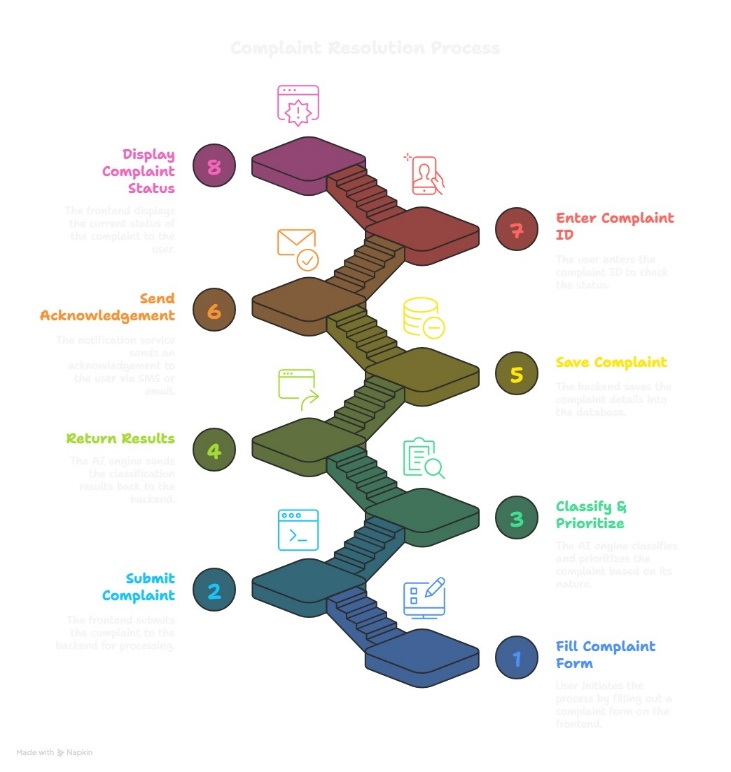 Complaint Resolution Process
Display
Complaint
Status
8
The frontend displays
the current status of
the complaint to the
user.
7
Enter Complaint
ID
The user enters the
complaint ID to check
the status.
Send
Acknowledgement
6
The notification service
sends an
acknowledgement to
the user via SMS or
email.
5
Save Complaint
The backend saves the
complaint details into
the database.
Return Results
4
The AI engine sends
the classification
results back to the
backend.
3
Classify &
Prioritize
The AI engine classifies
and prioritizes the
complaint based on its
nature.
Submit
Complaint
2
The frontend submits
the complaint to the
backend for processing.
1
Fill Complaint
Form
User initiates the
process by filling out a
complaint form on the
frontend.
Made with Napkin